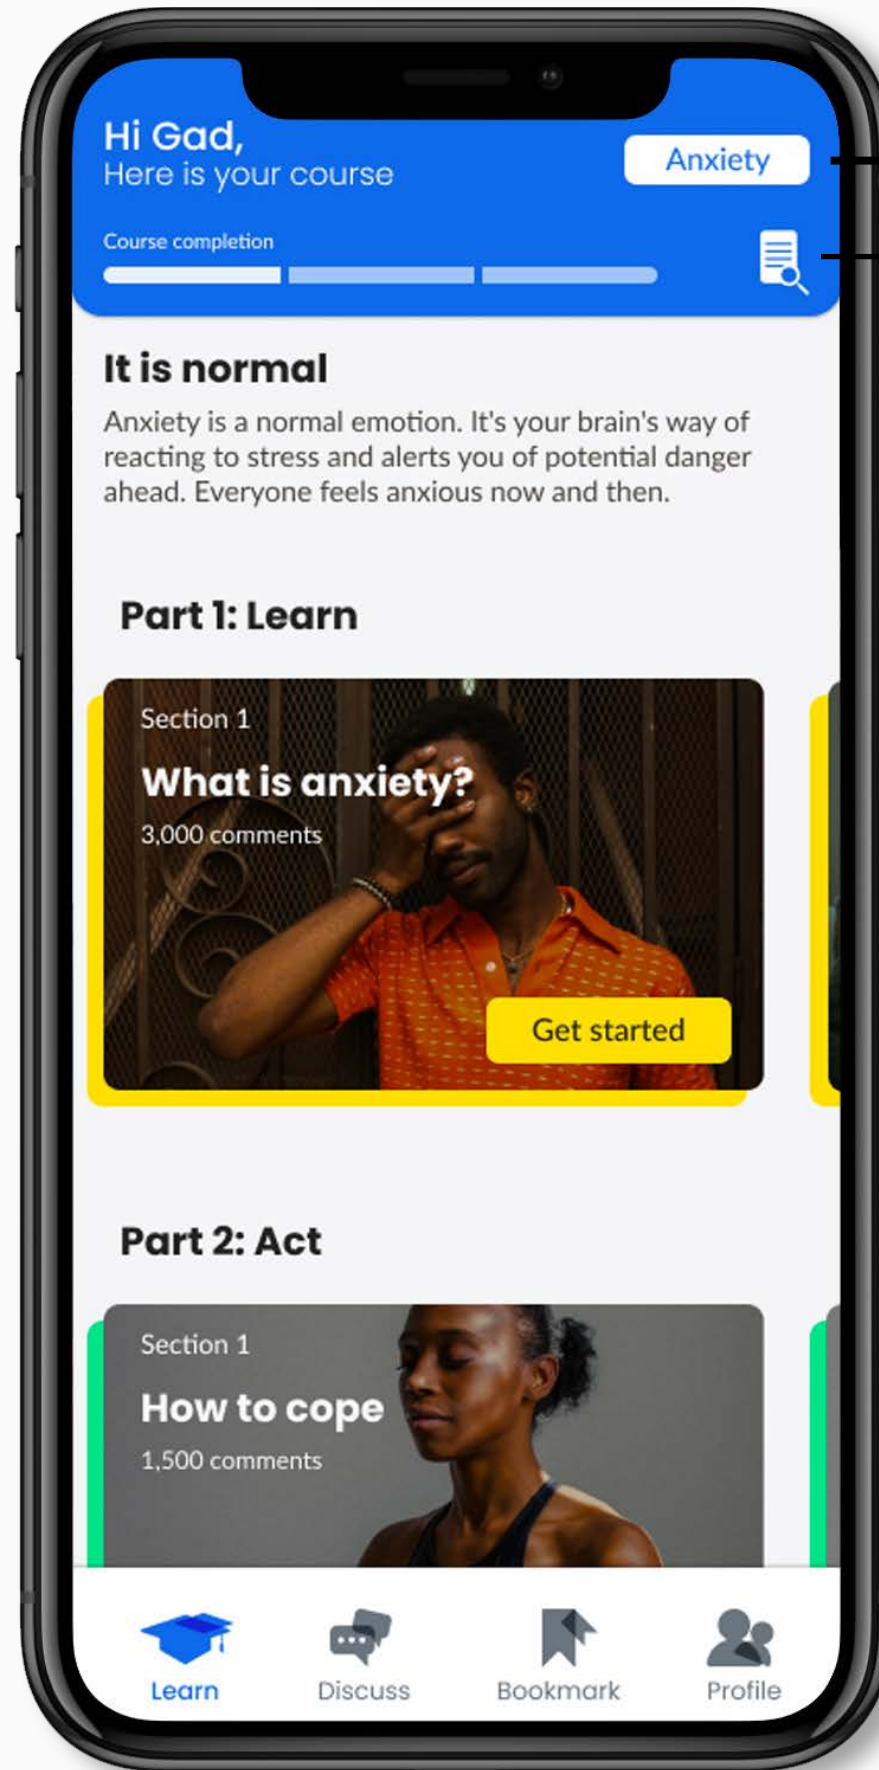 Hi Gad,
Here is your course
Anxiety
Course completion
It is normal
Anxiety is a normal emotion. It's your brain's way of
reacting to stress and alerts you of potential danger
ahead. Everyone feels anxious now and then.
Part 1: Learn
Section 1
What is anxiety?
3,000 comments
Get started
Part 2: Act
Section 1
How to cope
1,500 comments
Learn
Discuss
Bookmark
Profile